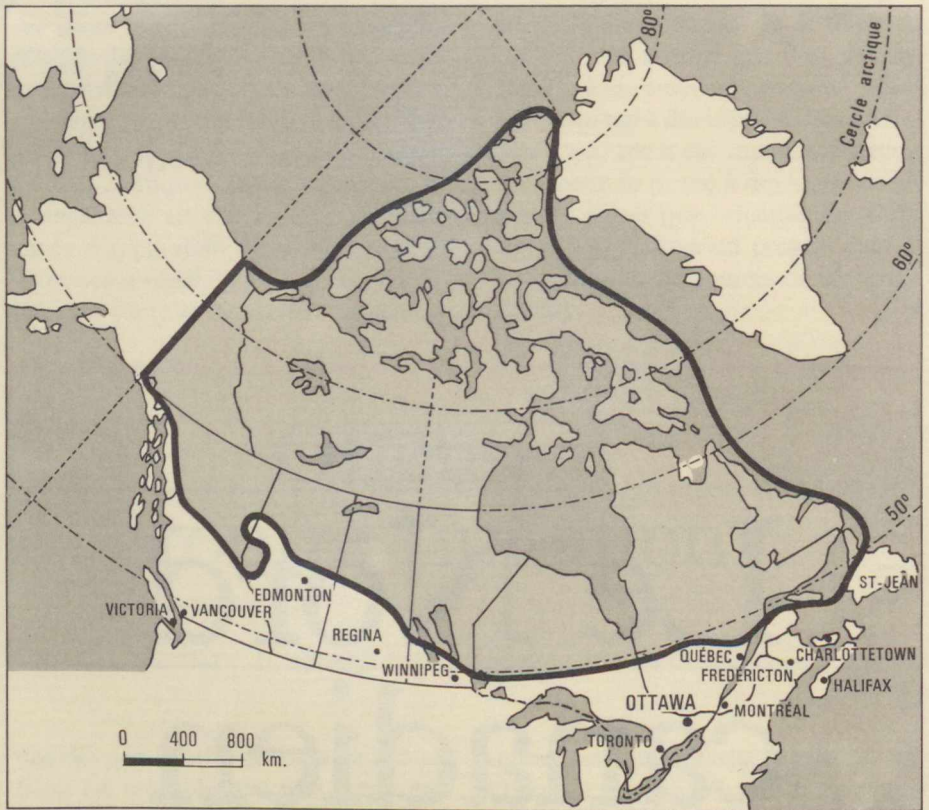 80°
Cercle arctique
60°
50°
ST-JEÂN
EDMONTON
VICTORIA
VANCOUVER
REGINA
WINNIPEG
QUÉBEC
CHARLOTTETOWN
FREDERICTON
HALIFAX
OTTAWA
MONTRÉAL
TORONTO
0 400 800
km.